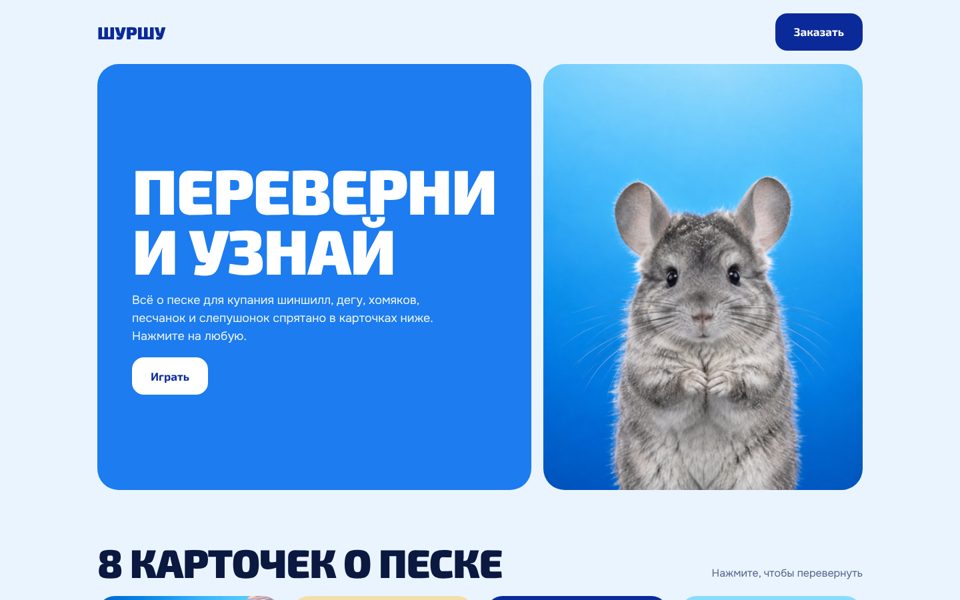 ШУРШУ
Заказать
ПЕРЕВЕРНИ
И УЗНАЙ
Всё о песке для купания шиншилл, дегу, хомяков,
песчанок и слепушонок спрятано в карточках ниже.
Нажмите на любую.
Играть
8 КАРТОЧЕК О ПЕСКЕ
Нажмите, чтобы перевернуть